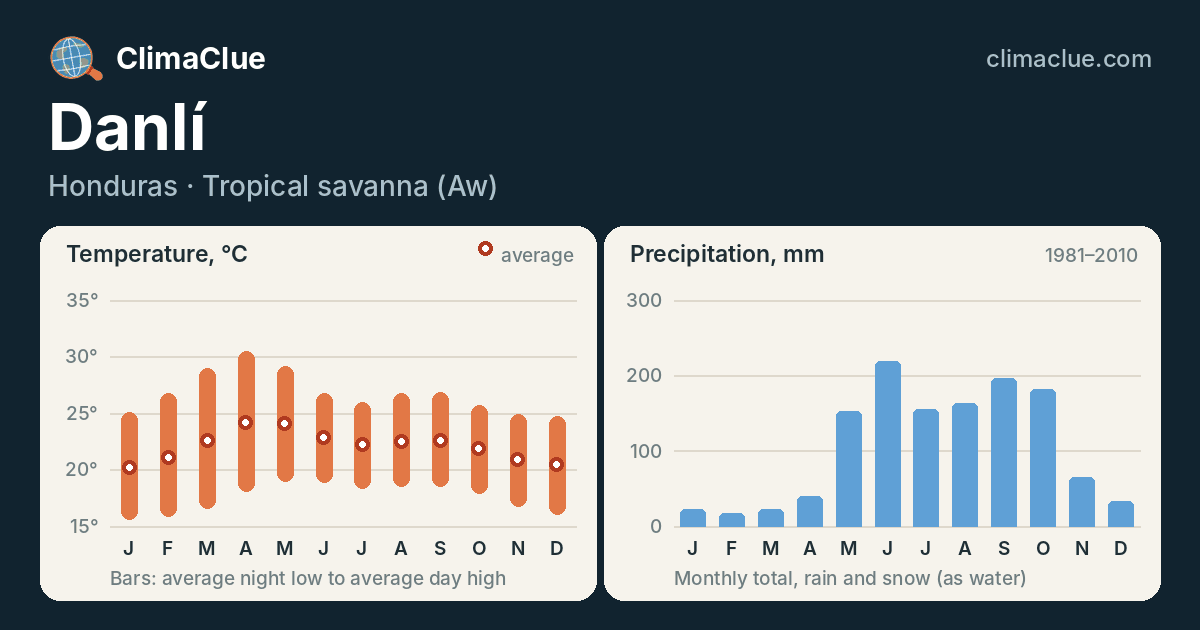 ClimaClue
climaclue.com
Danlí
Honduras · Tropical savanna (Aw)
Temperature, °C
average
35°
30°
25°
20°
15°
J F M A M J J A S O N D
Bars: average night low to average day high
Precipitation, mm
1981–2010
300
200
100
0
J F M A M J J A S O N D
Monthly total, rain and snow (as water)